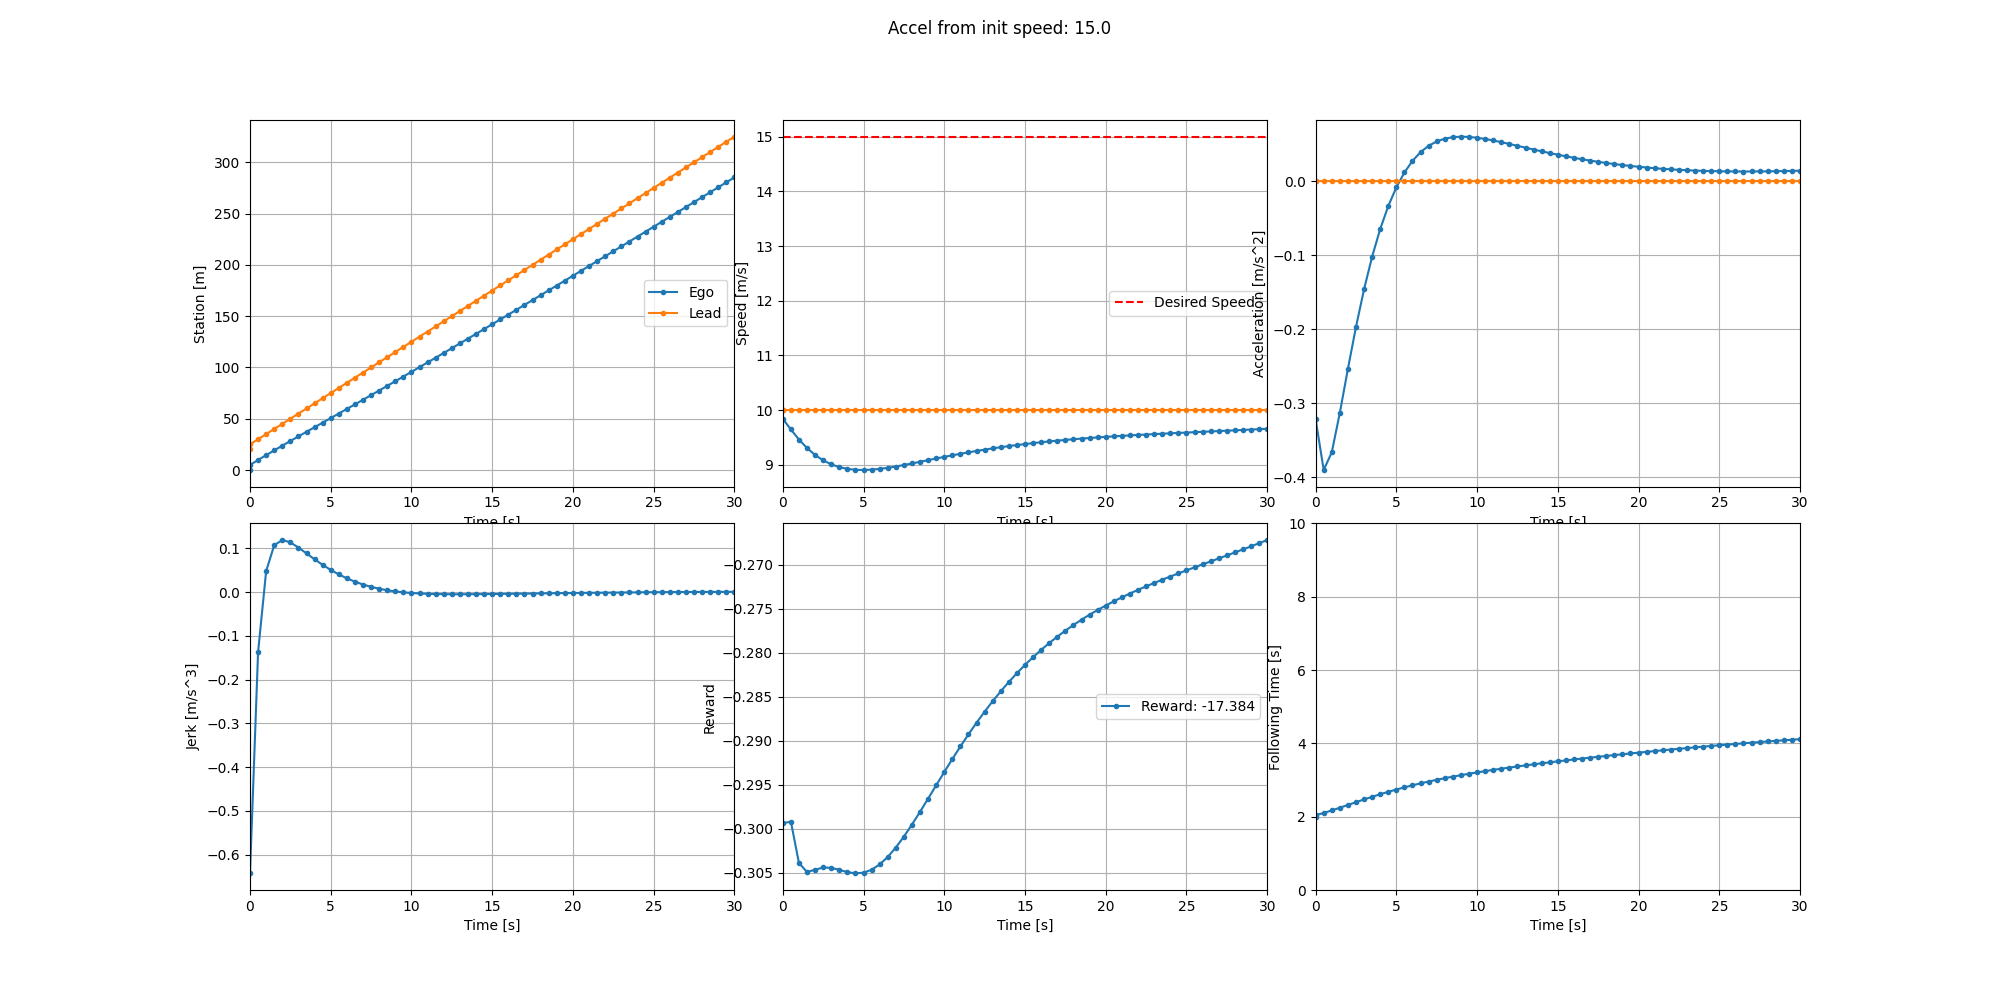 Accel from init speed: 15.0
Station [m]
300
250
200
150
100
50
0
0 5 10 15 20 25 30
Time [s]
Ego
Lead
Speed [m/s]
15
14
13
12
11
10
9
0 5 10 15 20 25 30
Time [s]
Desired Speed
Acceleration [m/s^2]
0.0
−0.1
−0.2
−0.3
−0.4
0 5 10 15 20 25 30
Time [s]
Jerk [m/s^3]
0.1
0.0
−0.1
−0.2
−0.3
−0.4
−0.5
−0.6
0 5 10 15 20 25 30
Time [s]
Reward
−0.270
−0.275
−0.280
−0.285
−0.290
−0.295
−0.300
−0.305
0 5 10 15 20 25 30
Time [s]
Reward: -17.384
Following Time [s]
10
8
6
4
2
0
0 5 10 15 20 25 30
Time [s]